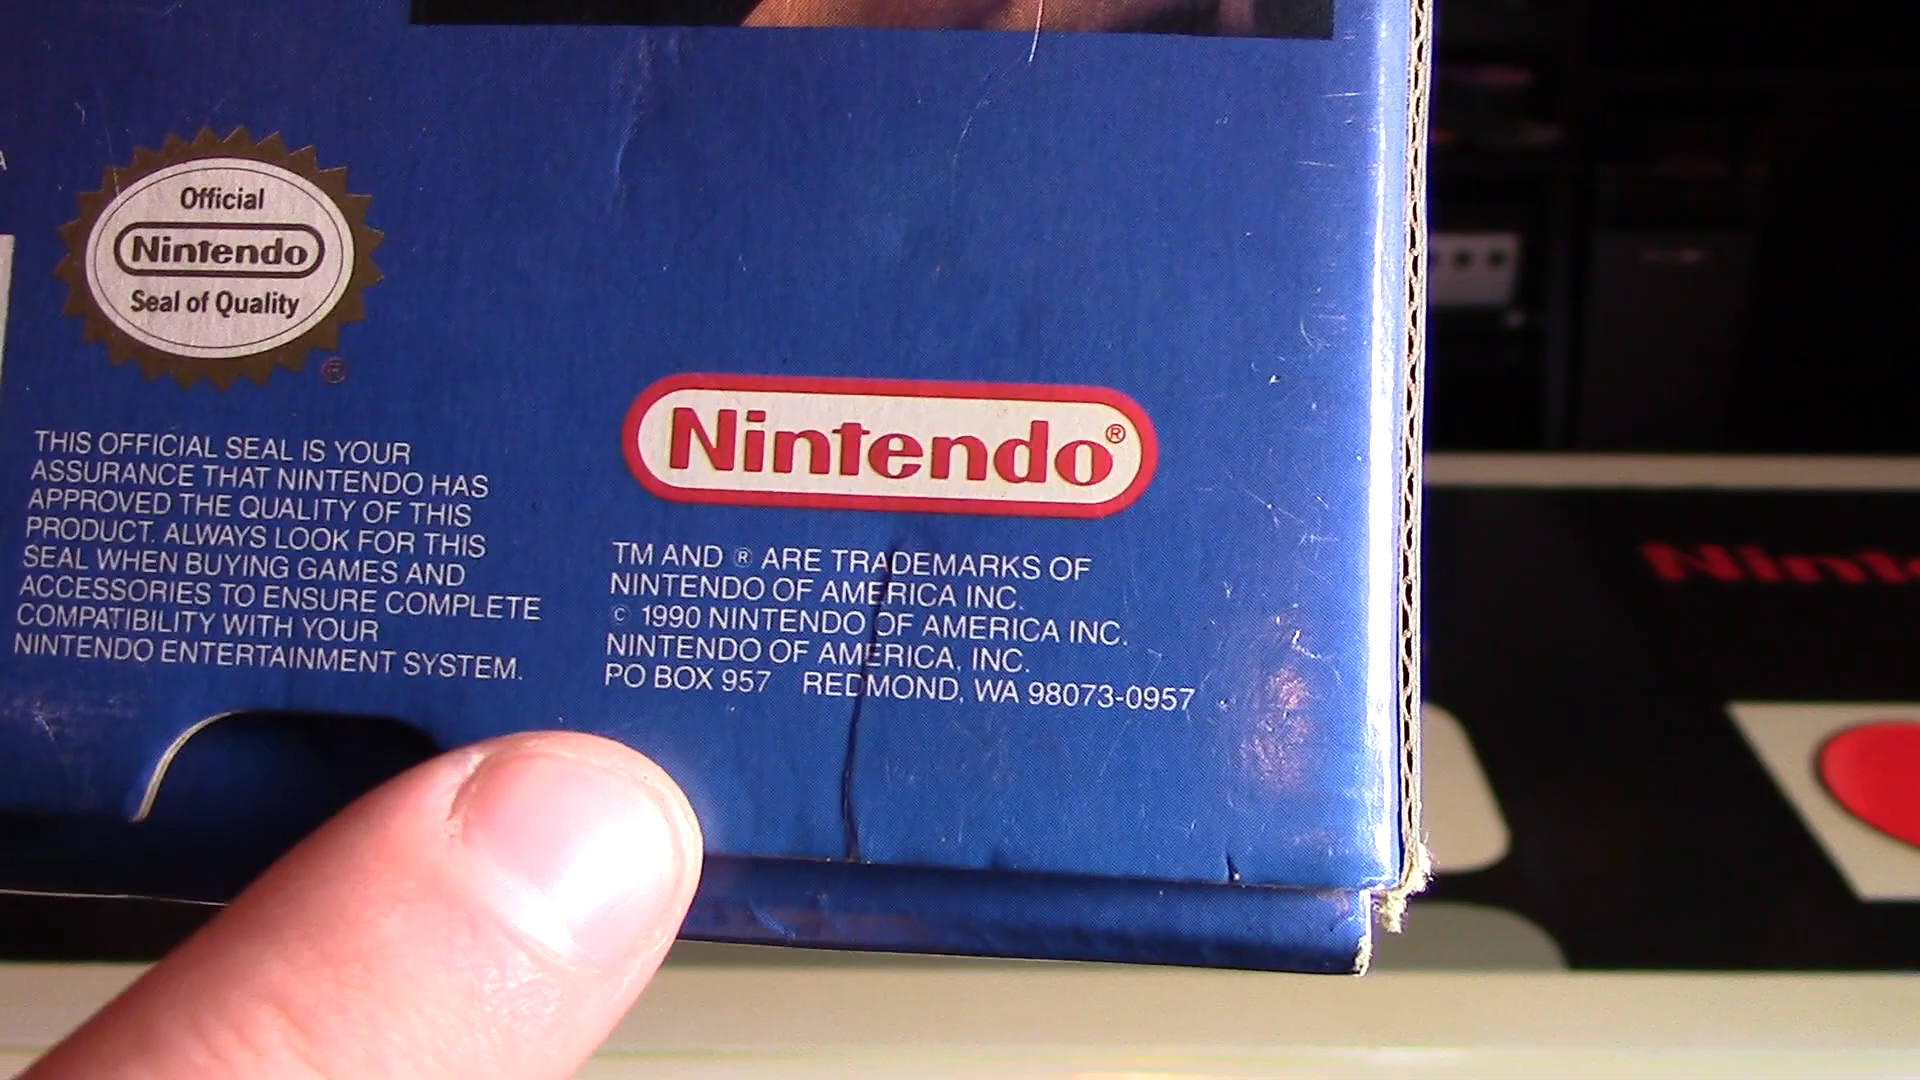 Official
Nintendo
Seal of Quality
®
THIS OFFICIAL SEAL IS YOUR
ASSURANCE THAT NINTENDO HAS
APPROVED THE QUALITY OF THIS
PRODUCT. ALWAYS LOOK FOR THIS
SEAL WHEN BUYING GAMES AND
ACCESSORIES TO ENSURE COMPLETE
COMPATIBILITY WITH YOUR
NINTENDO ENTERTAINMENT SYSTEM.
Nintendo®
TM AND ® ARE TRADEMARKS OF
NINTENDO OF AMERICA INC.
© 1990 NINTENDO OF AMERICA INC.
NINTENDO OF AMERICA, INC.
PO BOX 957 REDMOND, WA 98073-0957